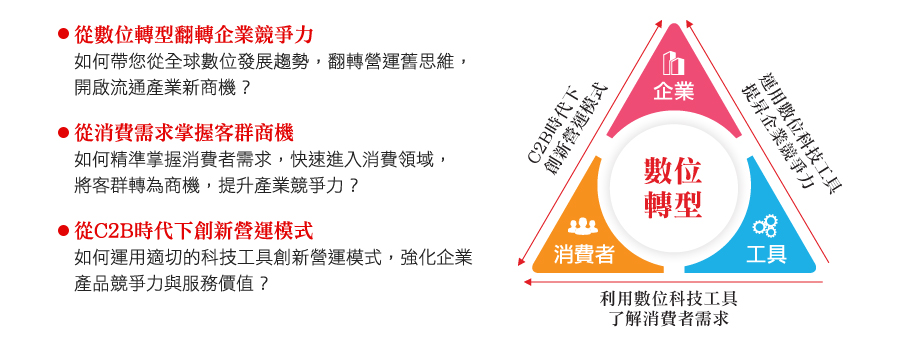 從數位轉型翻轉企業競爭力
如何帶您從全球數位發展趨勢，翻轉營運舊思維，
開啟流通產業新商機？
從消費需求掌握客群商機
如何精準掌握消費者需求，快速進入消費領域，
將客群轉為商機，提升產業競爭力？
從C2B時代下創新營運模式
如何運用適切的科技工具創新營運模式，強化企業
產品競爭力與服務價值？
企業
C2B時代下
創新營運模式
運用數位科技工具
提昇企業競爭力
數位
轉型
消費者
工具
利用數位科技工具
了解消費者需求